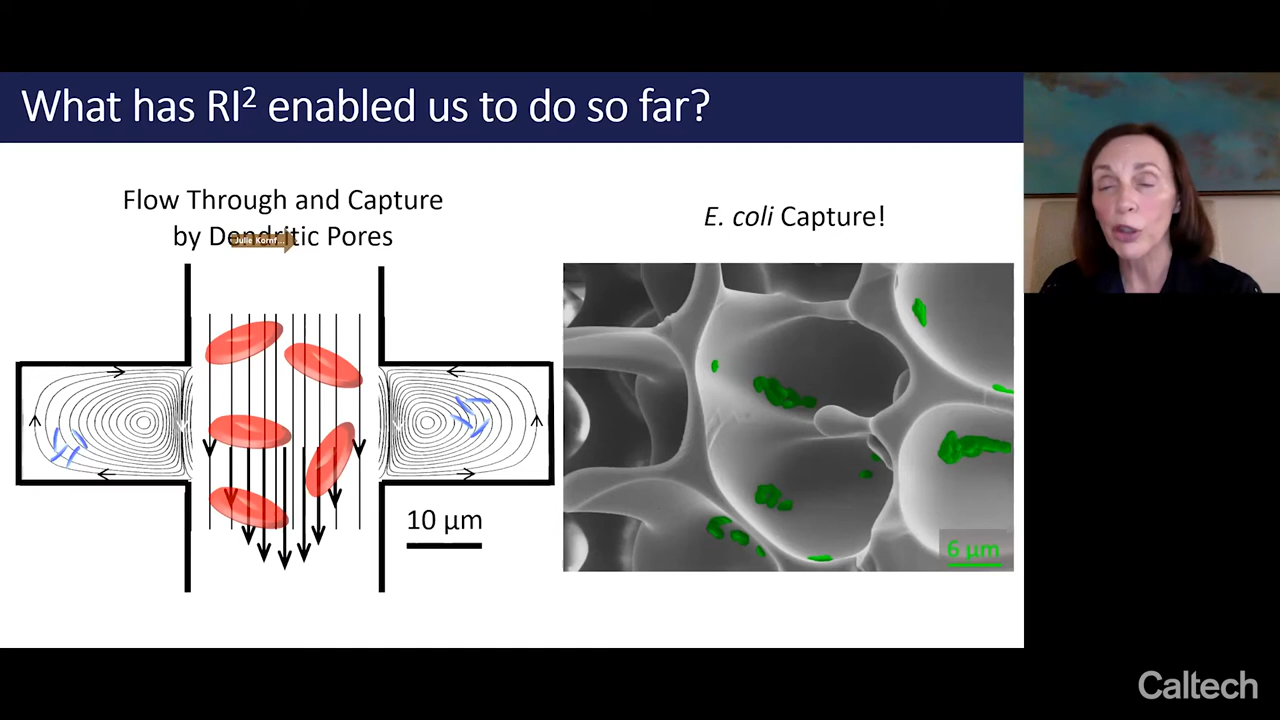 What has RI² enabled us to do so far?
Flow Through and Capture
by Dendritic Pores
Julie Kornf...
E. coli Capture!
10 µm
6 µm
Caltech